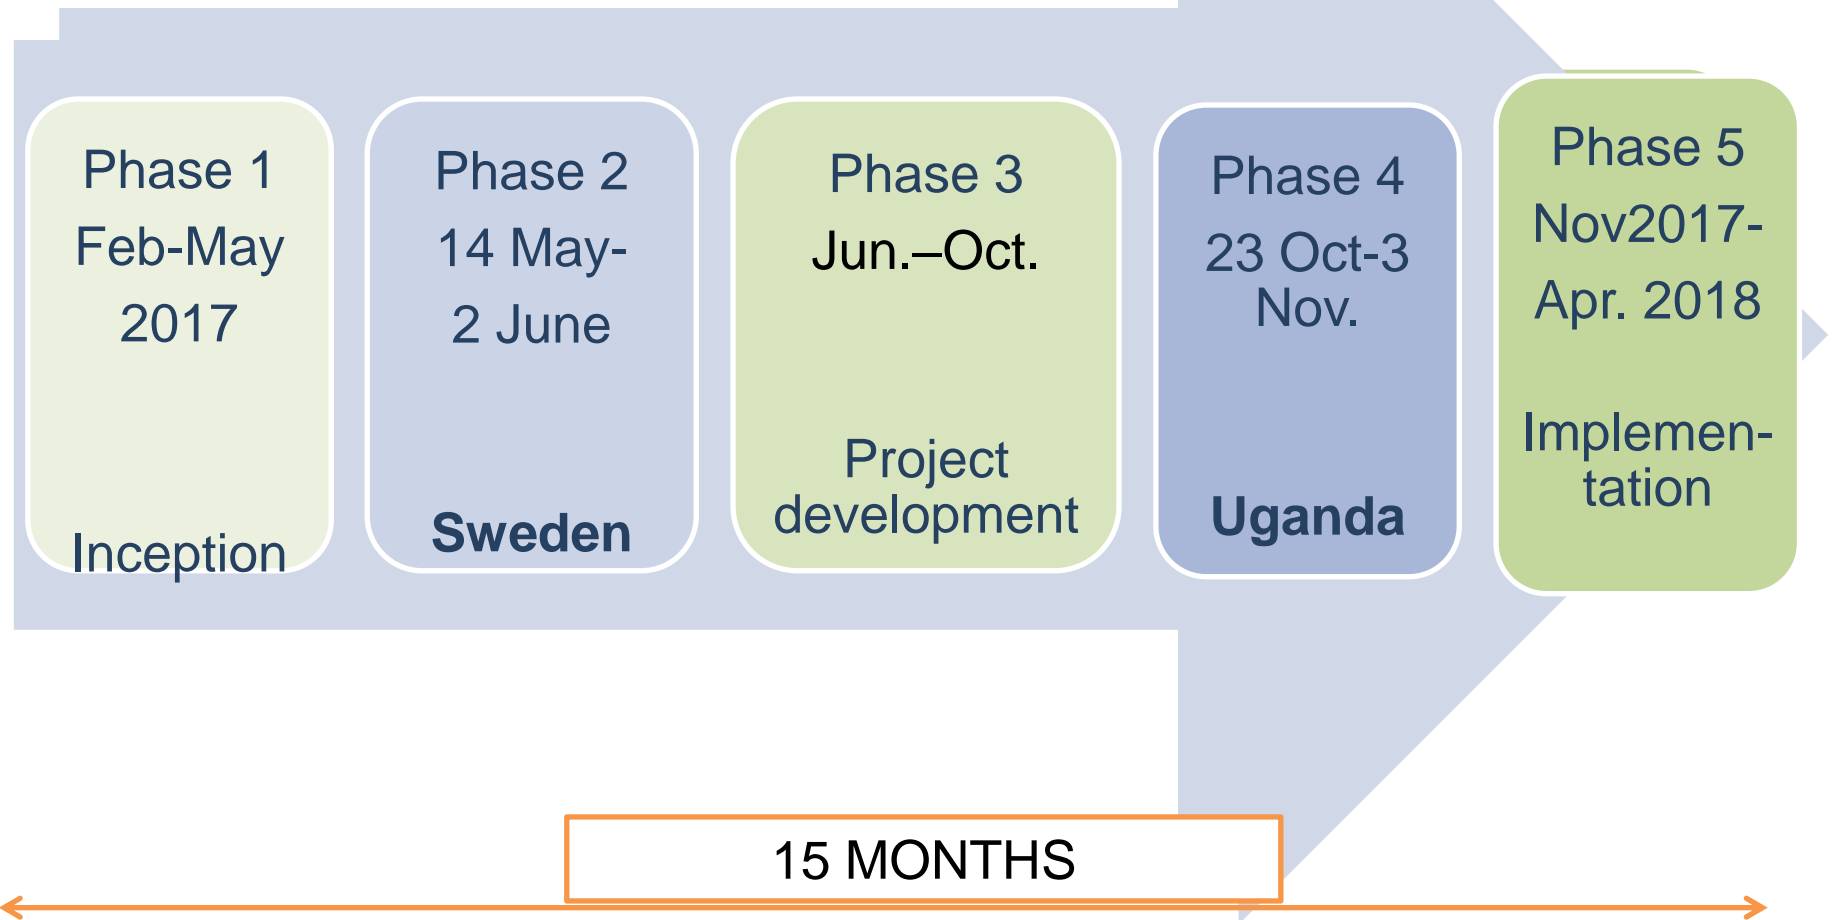 Phase 1
Feb-May
2017
Inception
Phase 2
14 May-
2 June
Sweden
Phase 3
Jun.–Oct.
Project
development
Phase 4
23 Oct-3
Nov.
Uganda
Phase 5
Nov2017-
Apr. 2018
Implemen-
tation
15 MONTHS